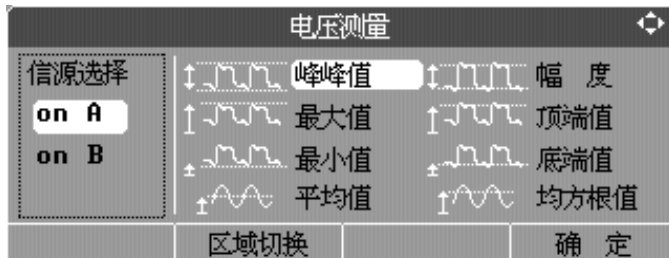 电压测量
信源选择
on A
on B
峰峰值 幅 度
最大值 顶端值
最小值 底端值
平均值 均方根值
区域切换 确 定